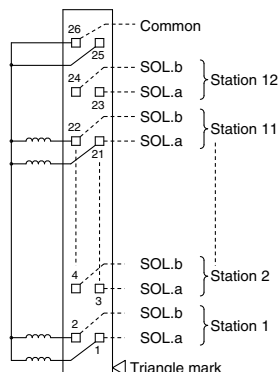 26 Common
25
24 SOL.b
23 SOL.a Station 12
22 SOL.b
21 SOL.a Station 11
4 SOL.b
3 SOL.a Station 2
2 SOL.b
1 SOL.a Station 1
Triangle mark